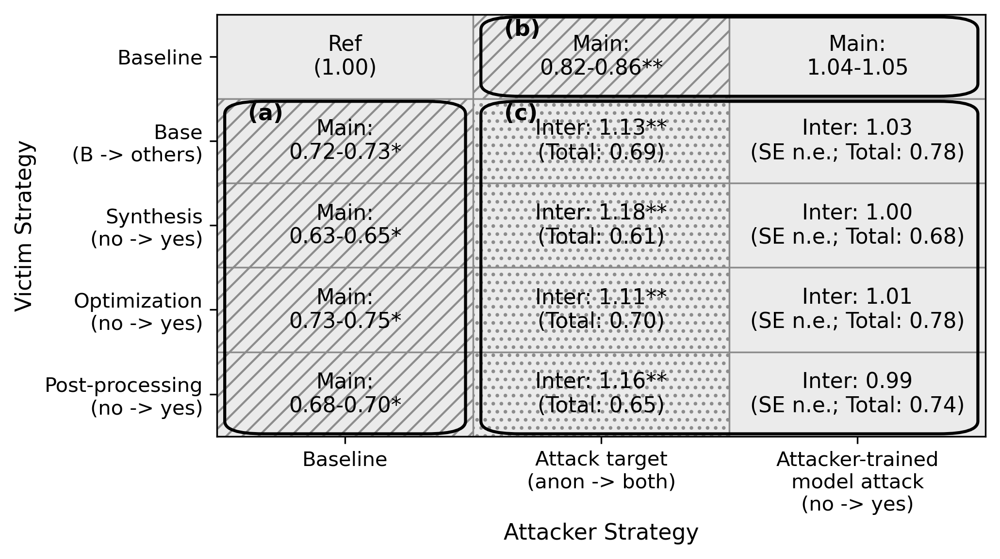 (b)
Ref
(1.00)
Main:
0.82-0.86**
Main:
1.04-1.05
Baseline
(a)
Main:
0.72-0.73*
(c)
Inter: 1.13**
(Total: 0.69)
Inter: 1.03
(SE n.e.; Total: 0.78)
Base
(B -> others)
Main:
0.63-0.65*
Inter: 1.18**
(Total: 0.61)
Inter: 1.00
(SE n.e.; Total: 0.68)
Synthesis
(no -> yes)
Main:
0.73-0.75*
Inter: 1.11**
(Total: 0.70)
Inter: 1.01
(SE n.e.; Total: 0.78)
Optimization
(no -> yes)
Main:
0.68-0.70*
Inter: 1.16**
(Total: 0.65)
Inter: 0.99
(SE n.e.; Total: 0.74)
Post-processing
(no -> yes)
Victim Strategy
Baseline
Attack target
(anon -> both)
Attacker-trained
model attack
(no -> yes)
Attacker Strategy